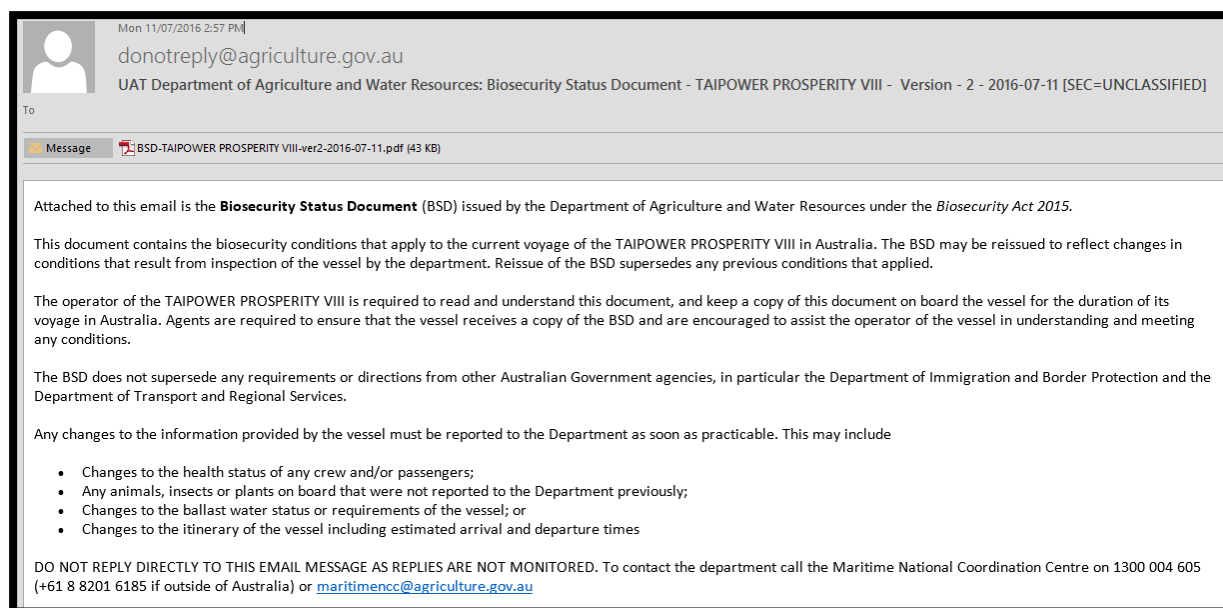 Mon 11/07/2016 2:57 PM
donotreply@agriculture.gov.au
UAT Department of Agriculture and Water Resources: Biosecurity Status Document - TAIPOWER PROSPERITY VIII - Version - 2 - 2016-07-11 [SEC=UNCLASSIFIED]
To
Message BSD-TAIPOWER PROSPERITY VIII-ver2-2016-07-11.pdf (43 KB)
Attached to this email is the Biosecurity Status Document (BSD) issued by the Department of Agriculture and Water Resources under the Biosecurity Act 2015.
This document contains the biosecurity conditions that apply to the current voyage of the TAIPOWER PROSPERITY VIII in Australia. The BSD may be reissued to reflect changes in
conditions that result from inspection of the vessel by the department. Reissue of the BSD supersedes any previous conditions that applied.
The operator of the TAIPOWER PROSPERITY VIII is required to read and understand this document, and keep a copy of this document on board the vessel for the duration of its
voyage in Australia. Agents are required to ensure that the vessel receives a copy of the BSD and are encouraged to assist the operator of the vessel in understanding and meeting
any conditions.
The BSD does not supersede any requirements or directions from other Australian Government agencies, in particular the Department of Immigration and Border Protection and the
Department of Transport and Regional Services.
Any changes to the information provided by the vessel must be reported to the Department as soon as practicable. This may include
• Changes to the health status of any crew and/or passengers;
• Any animals, insects or plants on board that were not reported to the Department previously;
• Changes to the ballast water status or requirements of the vessel; or
• Changes to the itinerary of the vessel including estimated arrival and departure times
DO NOT REPLY DIRECTLY TO THIS EMAIL MESSAGE AS REPLIES ARE NOT MONITORED. To contact the department call the Maritime National Coordination Centre on 1300 004 605
(+61 8 8201 6185 if outside of Australia) or maritimencc@agriculture.gov.au